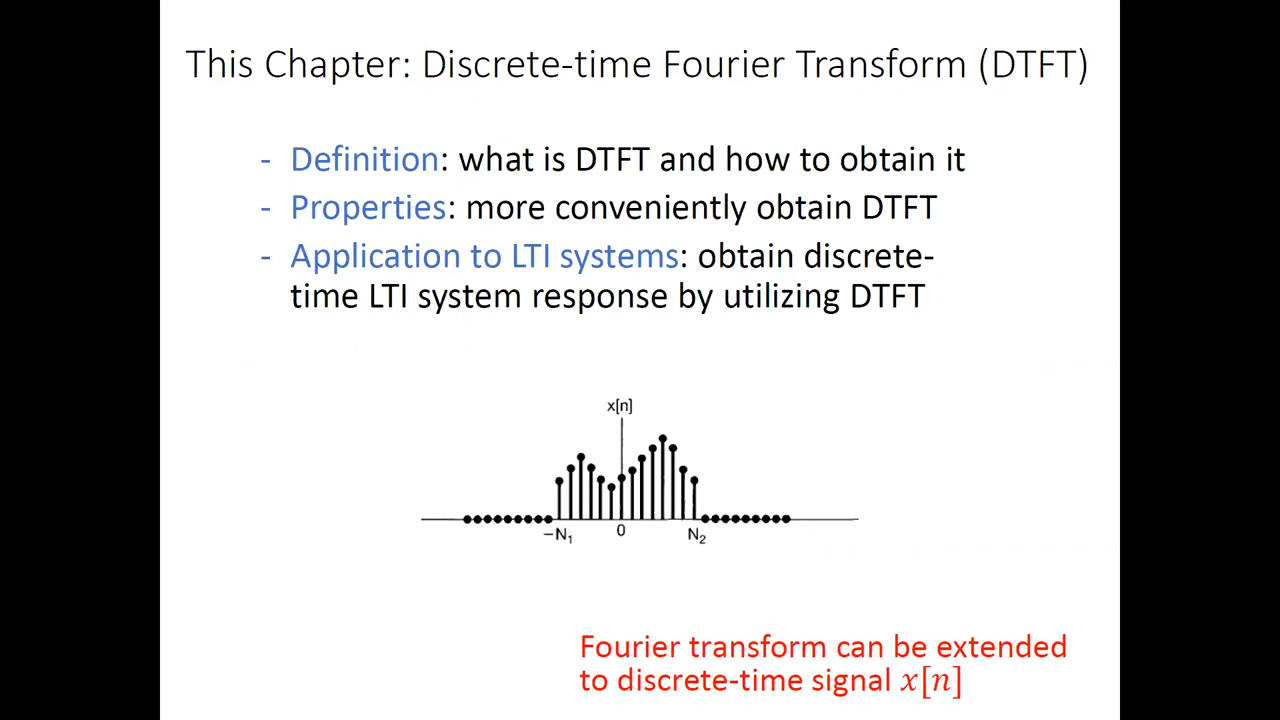 This Chapter: Discrete-time Fourier Transform (DTFT)
- Definition: what is DTFT and how to obtain it
- Properties: more conveniently obtain DTFT
- Application to LTI systems: obtain discrete-
time LTI system response by utilizing DTFT
x[n]
−N₁ 0 N₂
Fourier transform can be extended
to discrete-time signal x[n]